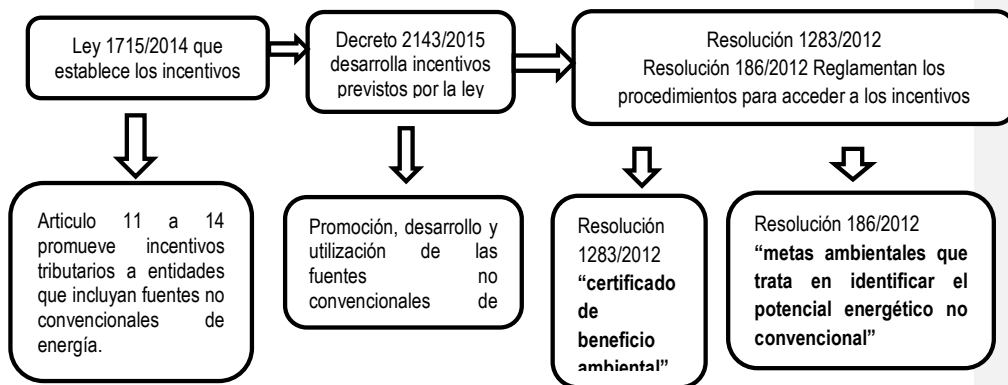 Ley 1715/2014 que
establece los incentivos
Decreto 2143/2015
desarrolla incentivos
previstos por la ley
Resolución 1283/2012
Resolución 186/2012 Reglamentan los
procedimientos para acceder a los incentivos
Articulo 11 a 14
promueve incentivos
tributarios a entidades
que incluyan fuentes no
convencionales de
energía.
Promoción, desarrollo y
utilización de las
fuentes no
convencionales de
Resolución
1283/2012
“certificado
de
beneficio
ambiental”
Resolución 186/2012
“metas ambientales que
trata en identificar el
potencial energético no
convencional”